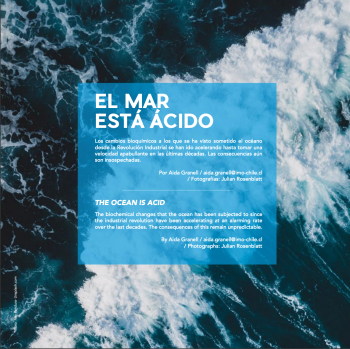 EL MAR
ESTÁ ÁCIDO
Los cambios bioquímicos a los que se ha visto sometido el océano
desde la Revolución Industrial se han ido acelerando hasta tomar una
velocidad apabullante en las últimas décadas. Las consecuencias aún
son insospechadas.
Por Aida Granell / aida.granell@ima-chile.cl
/ Fotografías: Julian Rosenblatt
THE OCEAN IS ACID
The biochemical changes that the ocean has been subjected to since
the Industrial revolution have been accelerating at an alarming rate
over the last decades. The consequences of this remain unpredictable.
By Aida Granell / aida.granell@ima-chile.cl
/ Photographs: Julian Rosenblatt